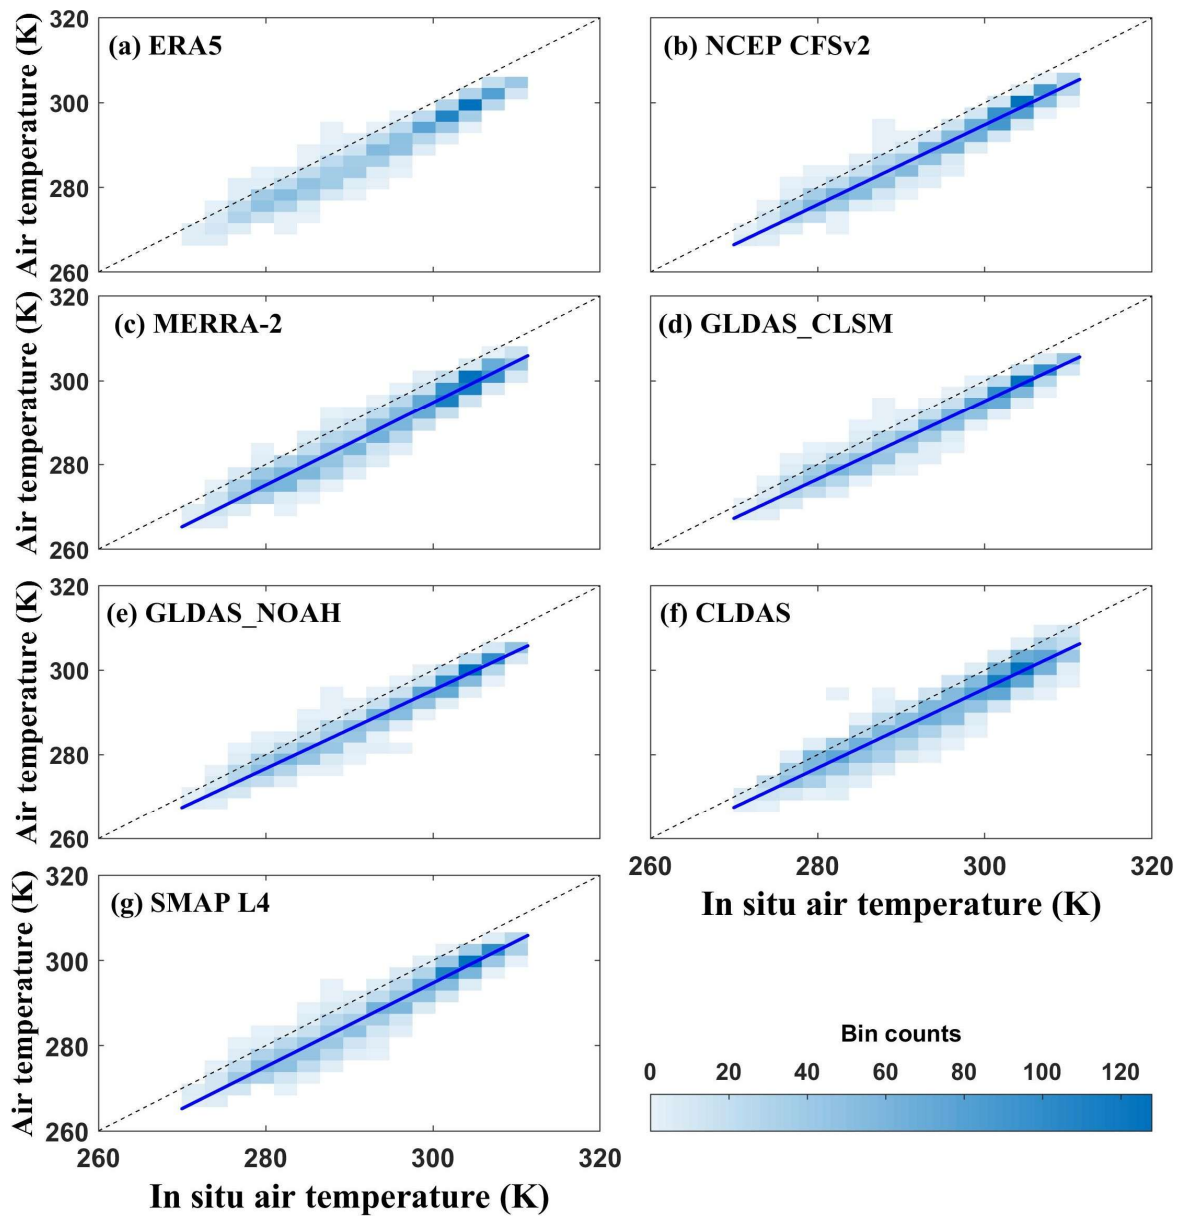 320
(a) ERA5
(b) NCEP CFSv2
300
280
260
Air temperature (K)
320
(c) MERRA-2
(d) GLDAS_CLSM
300
280
260
Air temperature (K)
320
(e) GLDAS_NOAH
(f) CLDAS
300
280
260
Air temperature (K)
260 280 300 320
In situ air temperature (K)
320
(g) SMAP L4
300
280
260
Air temperature (K)
260 280 300 320
In situ air temperature (K)
Bin counts
0 20 40 60 80 100 120